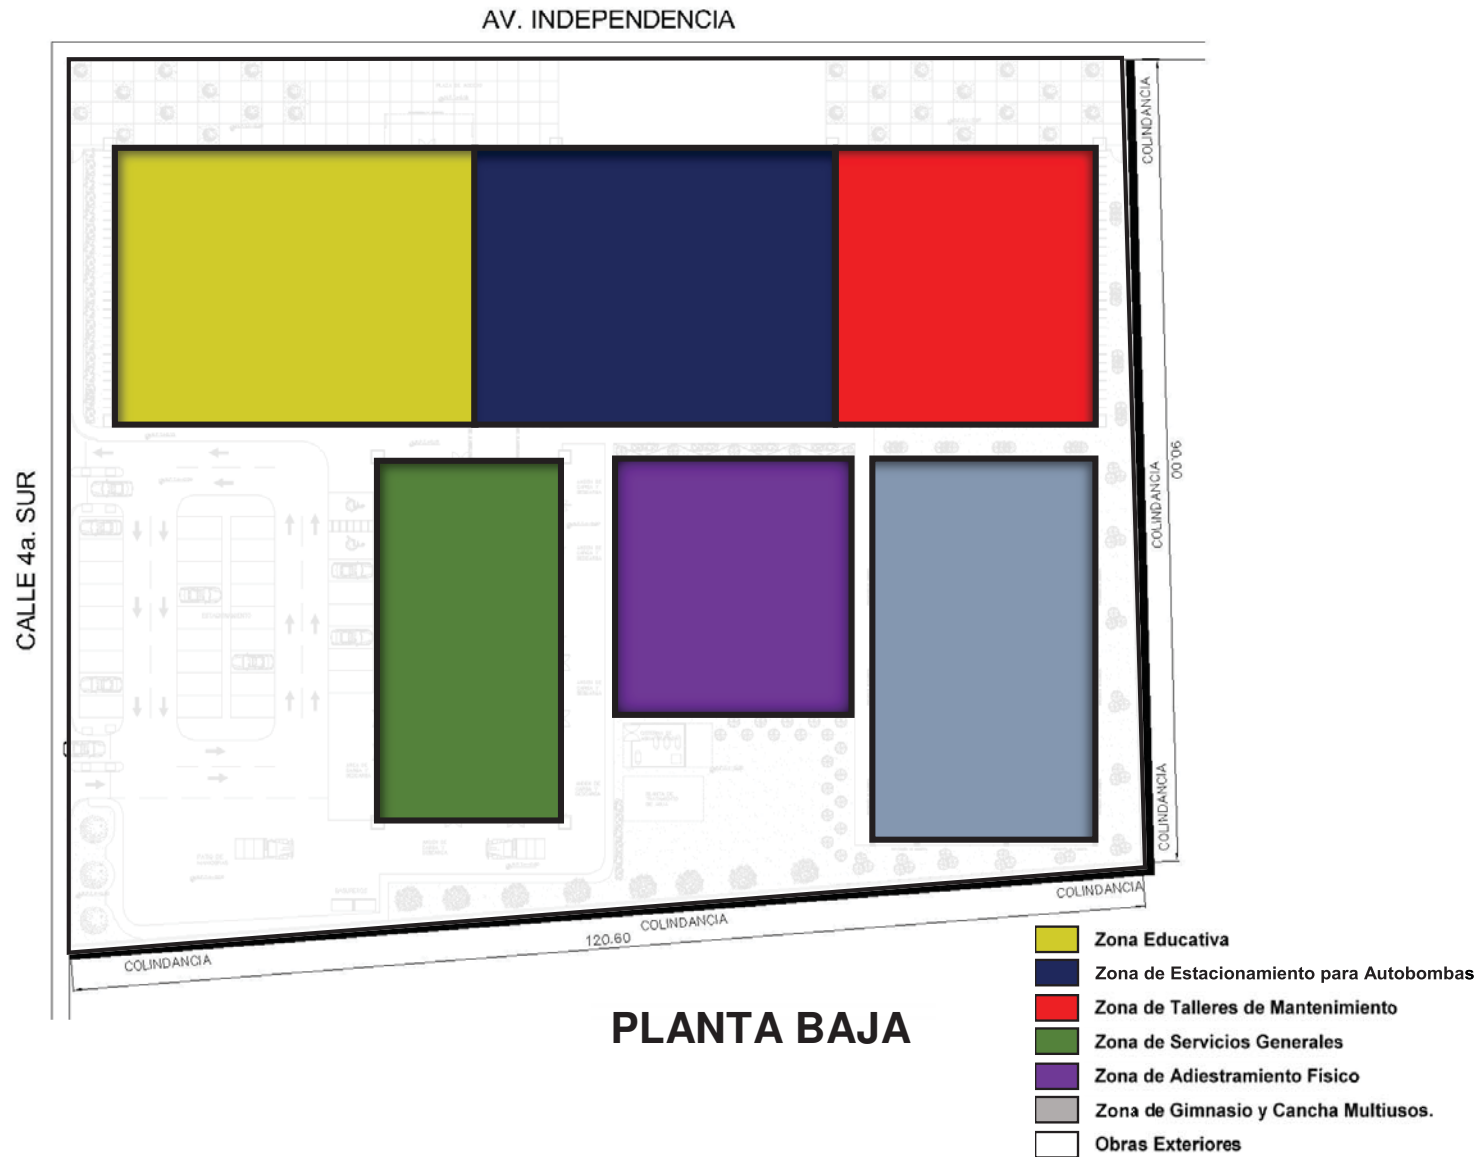 AV. INDEPENDENCIA
COLINDANCIA
CALLE 4a. SUR
90.00
COLINDANCIA
COLINDANCIA
COLINDANCIA
COLINDANCIA
120.60
COLINDANCIA
PLANTA BAJA
Zona Educativa
Zona de Estacionamiento para Autobombas
Zona de Talleres de Mantenimiento
Zona de Servicios Generales
Zona de Adiestramiento Físico
Zona de Gimnasio y Cancha Multiusos.
Obras Exteriores